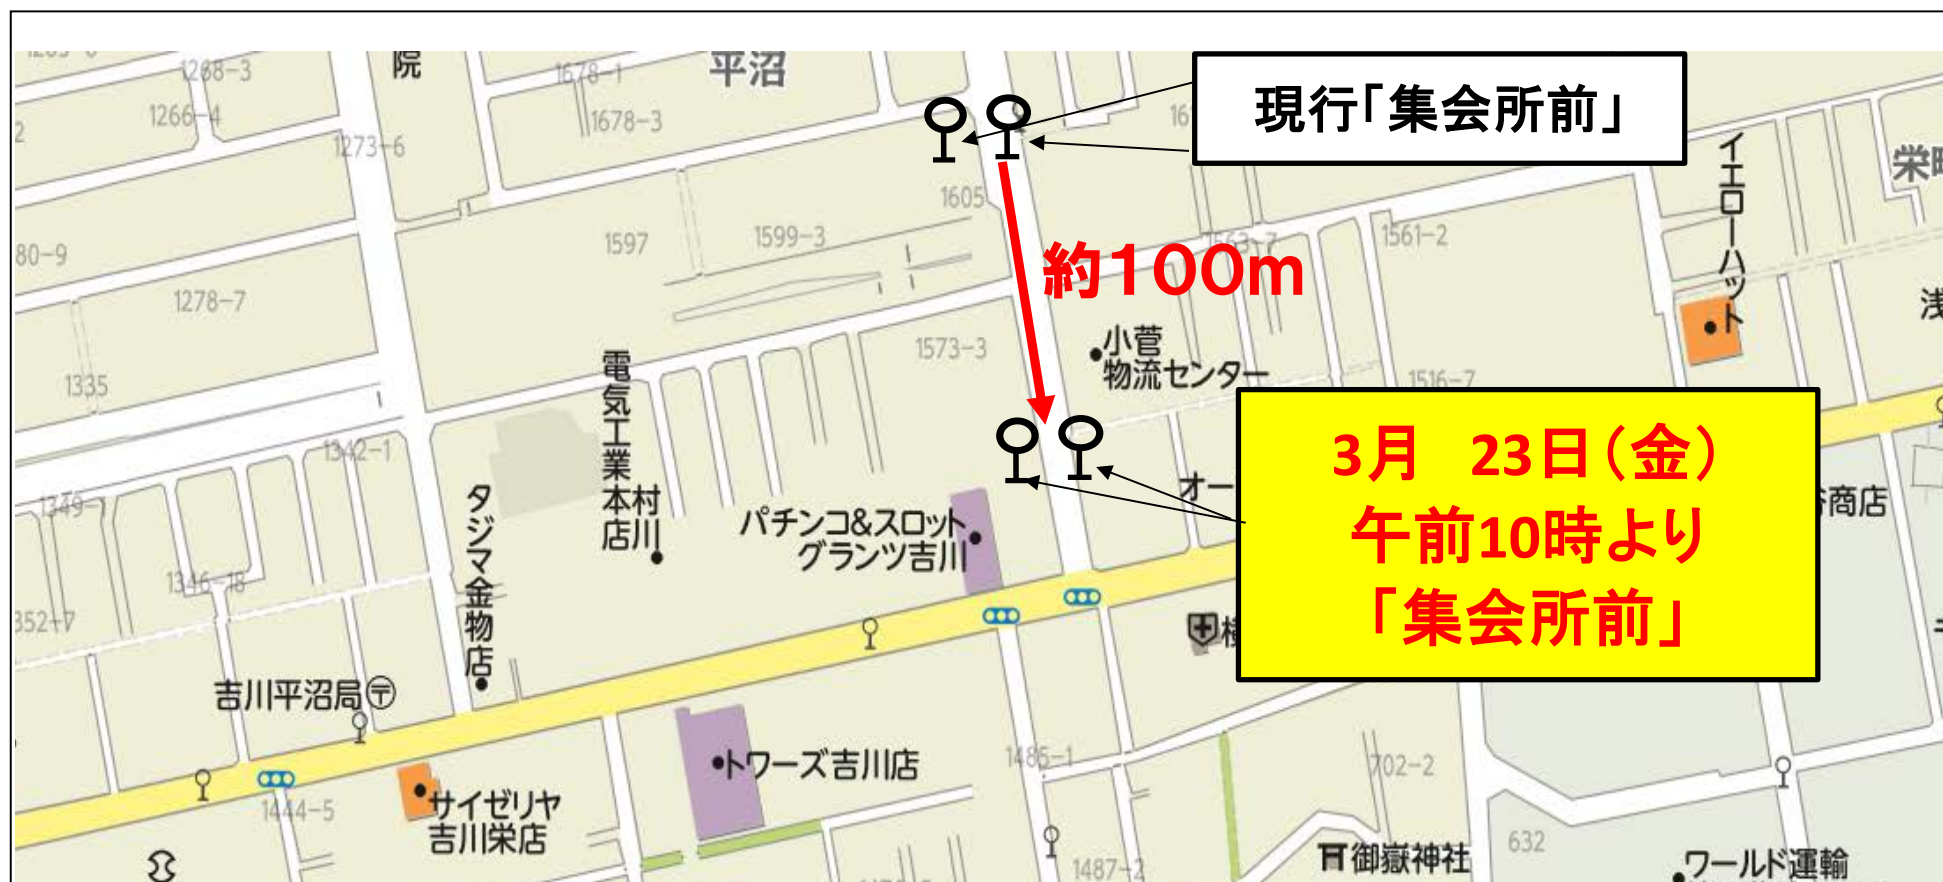 院
平沼
1268-3
1678-1
1266-4
1678-3
1273-6
現行「集会所前」
イエローハット
1605
1597
1599-3
1563-7
1561-2
80-9
1278-7
約100m
1573-3
小菅
物流センター
1335
電気工業本店
村川
1516-7
3月 23日（金）
午前10時より
「集会所前」
1342-1
タジマ金物店
パチンコ&スロット
グランツ吉川
オー
商店
1346-18
352-7
吉川平沼局
トワーズ吉川店
1485-1
702-2
1444-5
サイゼリヤ
吉川栄店
1487-2
御嶽神社
632
ワールド運輸